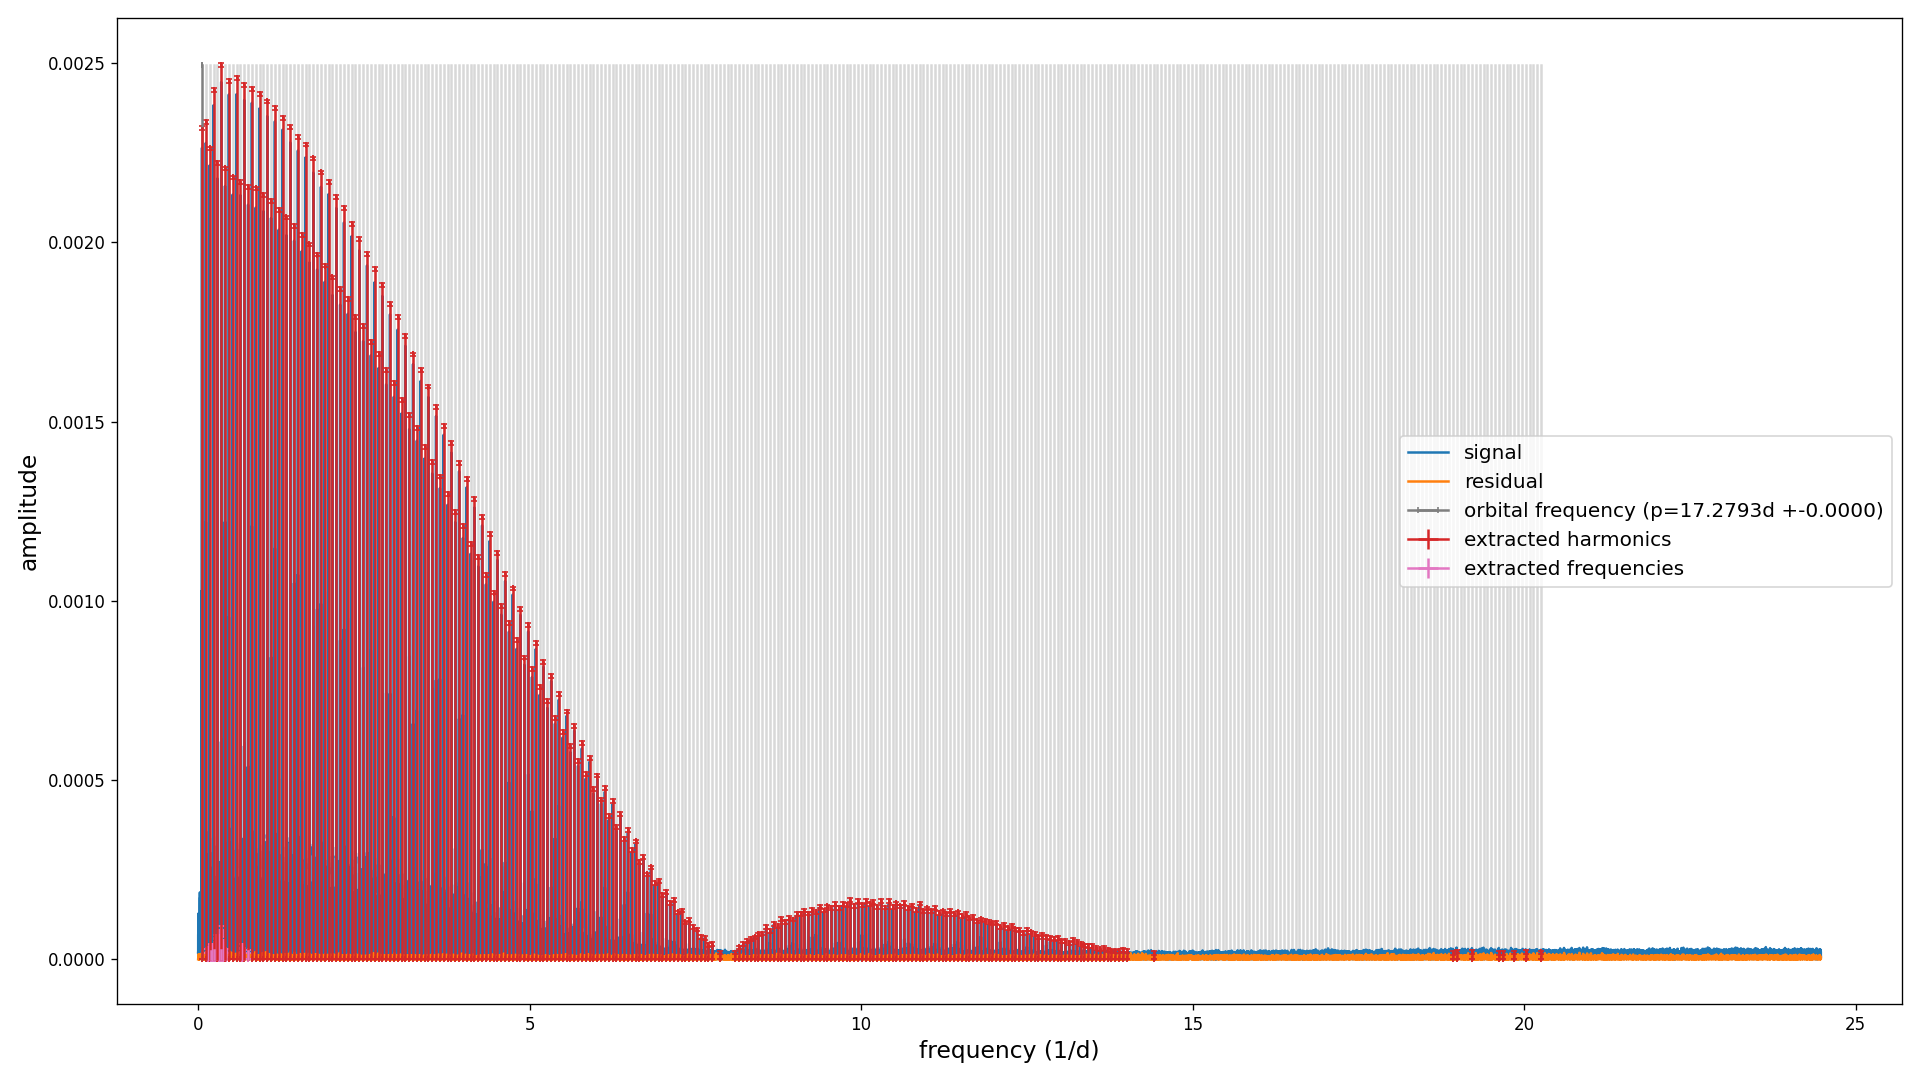 amplitude
0.0025
0.0020
0.0015
0.0010
0.0005
0.0000
signal
residual
orbital frequency (p=17.2793d +-0.0000)
extracted harmonics
extracted frequencies
0 5 10 15 20 25
frequency (1/d)